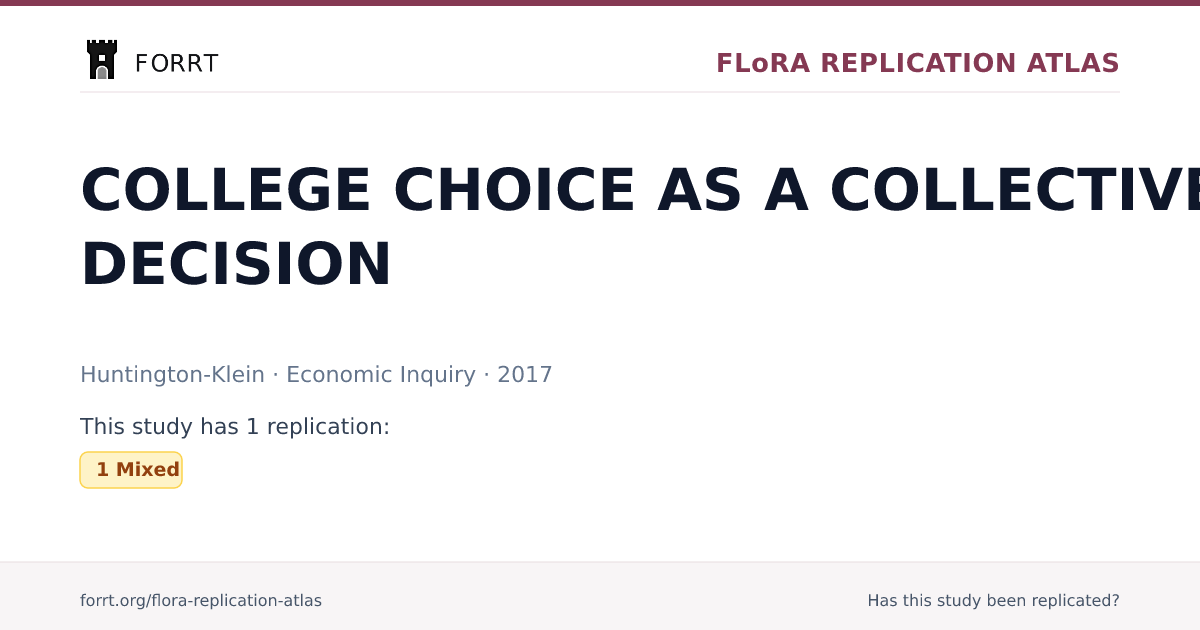 FORRT
FLoRA REPLICATION ATLAS
COLLEGE CHOICE AS A COLLECTIVE
DECISION
Huntington-Klein · Economic Inquiry · 2017
This study has 1 replication:
1 Mixed
forrt.org/flora-replication-atlas
Has this study been replicated?